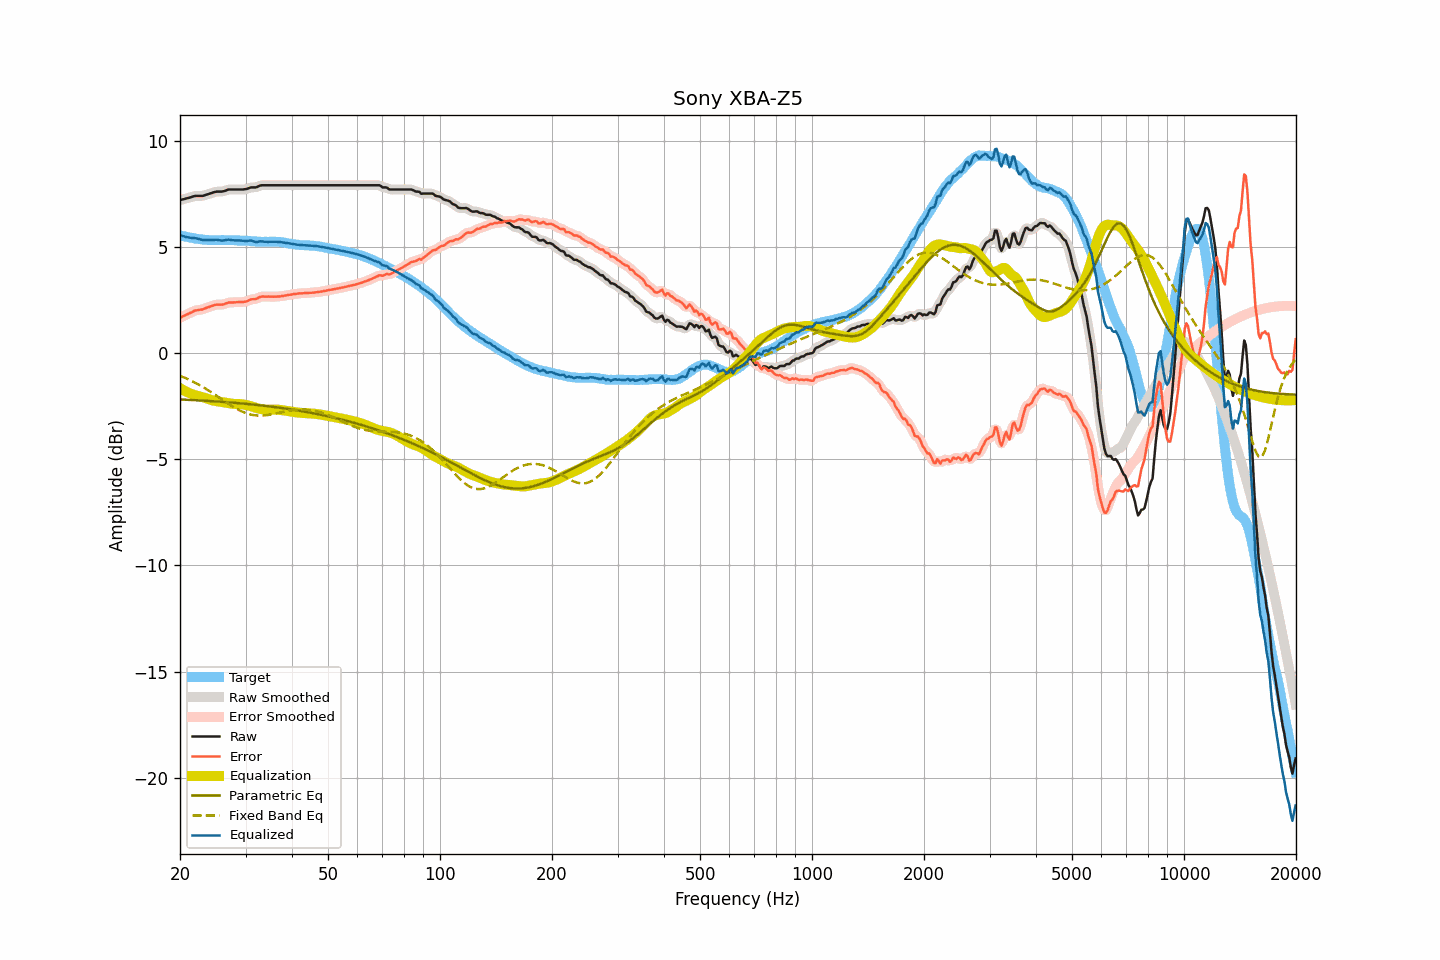 Sony XBA-Z5
10
5
0
−5
−10
−15
−20
Amplitude (dBr)
Target
Raw Smoothed
Error Smoothed
Raw
Error
Equalization
Parametric Eq
Fixed Band Eq
Equalized
20 50 100 200 500 1000 2000 5000 10000 20000
Frequency (Hz)